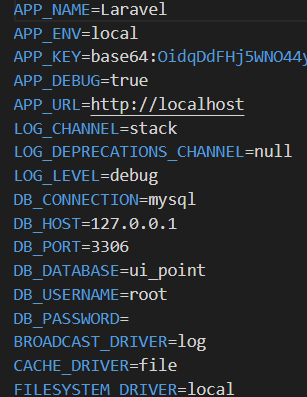 APP_NAME=Laravel
APP_ENV=local
APP_KEY=base64:OidqDdFHj5WNO44y
APP_DEBUG=true
APP_URL=http://localhost
LOG_CHANNEL=stack
LOG_DEPRECATIONS_CHANNEL=null
LOG_LEVEL=debug
DB_CONNECTION=mysql
DB_HOST=127.0.0.1
DB_PORT=3306
DB_DATABASE=ui_point
DB_USERNAME=root
DB_PASSWORD=
BROADCAST_DRIVER=log
CACHE_DRIVER=file
FILESYSTEM_DRIVER=local